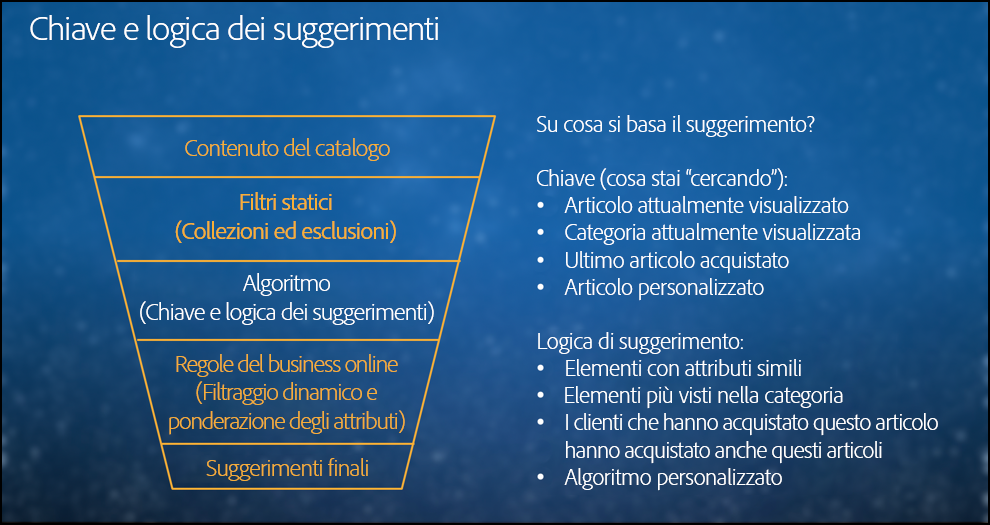 Chiave e logica dei suggerimenti
Contenuto del catalogo
Filtri statici
(Collezioni ed esclusioni)
Algoritmo
(Chiave e logica dei suggerimenti)
Regole del business online
(Filtraggio dinamico e
ponderazione degli attributi)
Suggerimenti finali
Su cosa si basa il suggerimento?
Chiave (cosa stai “cercando”):
• Articolo attualmente visualizzato
• Categoria attualmente visualizzata
• Ultimo articolo acquistato
• Articolo personalizzato
Logica di suggerimento:
• Elementi con attributi simili
• Elementi più visti nella categoria
• I clienti che hanno acquistato questo articolo
hanno acquistato anche questi articoli
• Algoritmo personalizzato